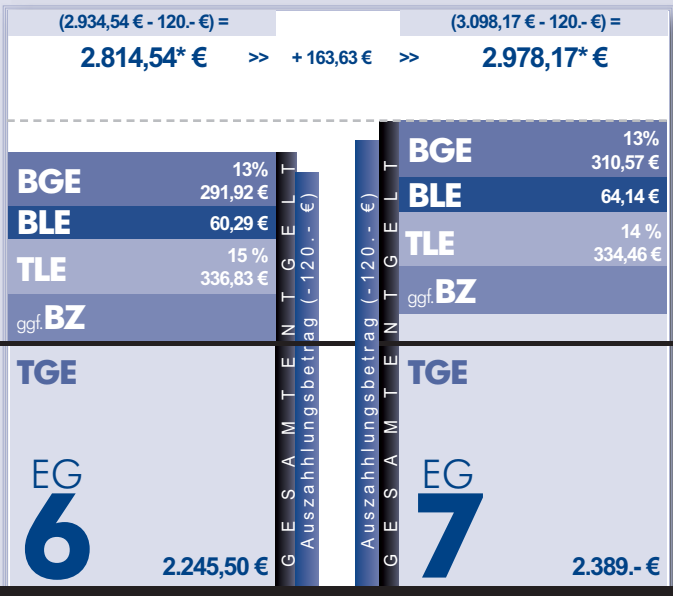 (2.934,54 € - 120.- €) =
2.814,54* €
>> + 163,63 € >>
(3.098,17 € - 120.- €) =
2.978,17* €
BGE 13%
291,92 €
BLE 60,29 €
TLE 15 %
336,83 €
ggf. BZ
TGE
EG
6
2.245,50 €
GESAMTENTGELT
Auszahhlungsbetrag (-120.- €)
Auszahhlungsbetrag (-120.- €)
GESAMTENTGELT
BGE 13%
310,57 €
BLE 64,14 €
TLE 14 %
334,46 €
ggf. BZ
TGE
EG
7
2.389.- €